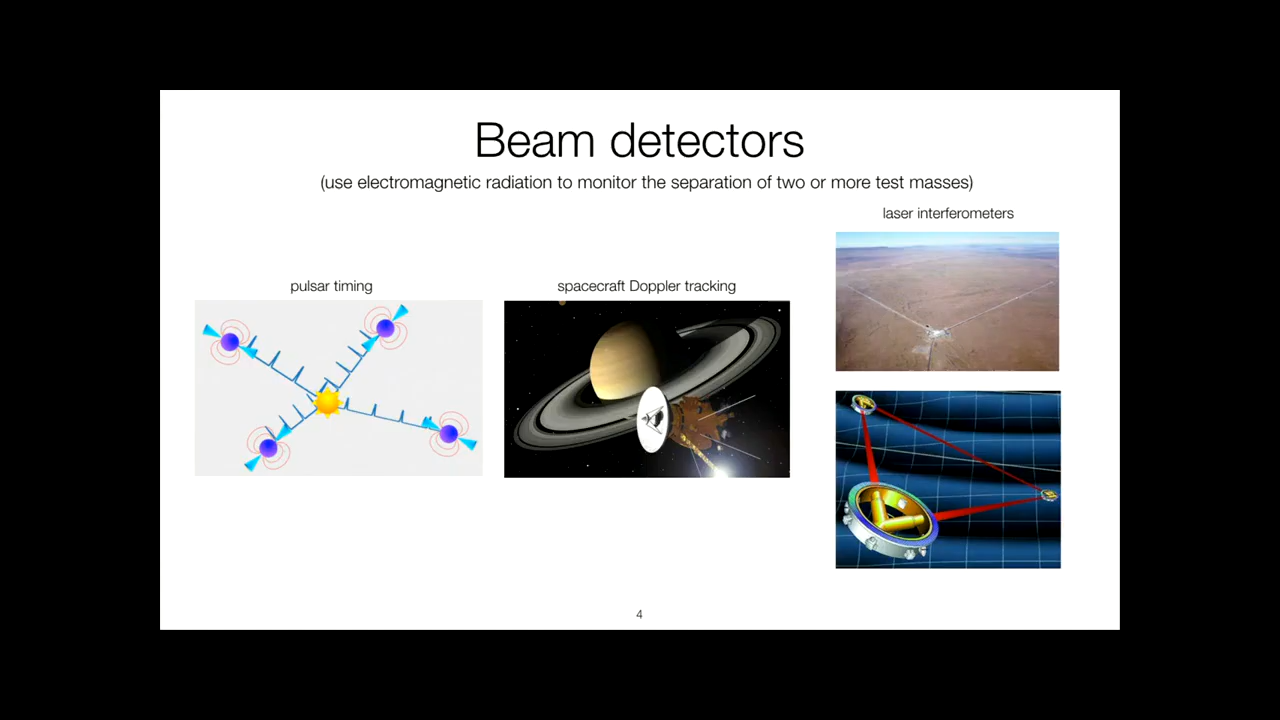 Beam detectors
(use electromagnetic radiation to monitor the separation of two or more test masses)
laser interferometers
pulsar timing
spacecraft Doppler tracking
4